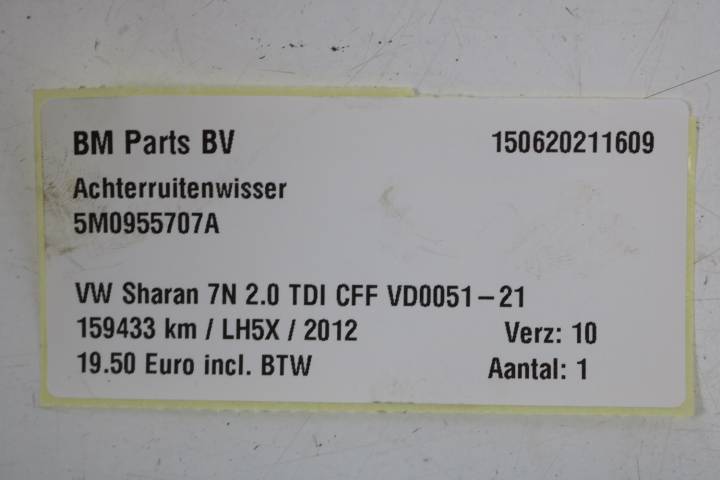 BM Parts BV 150620211609
Achterruitenwisser
5M0955707A
VW Sharan 7N 2.0 TDI CFF VD0051-21
159433 km / LH5X / 2012 Verz: 10
19.50 Euro incl. BTW Aantal: 1